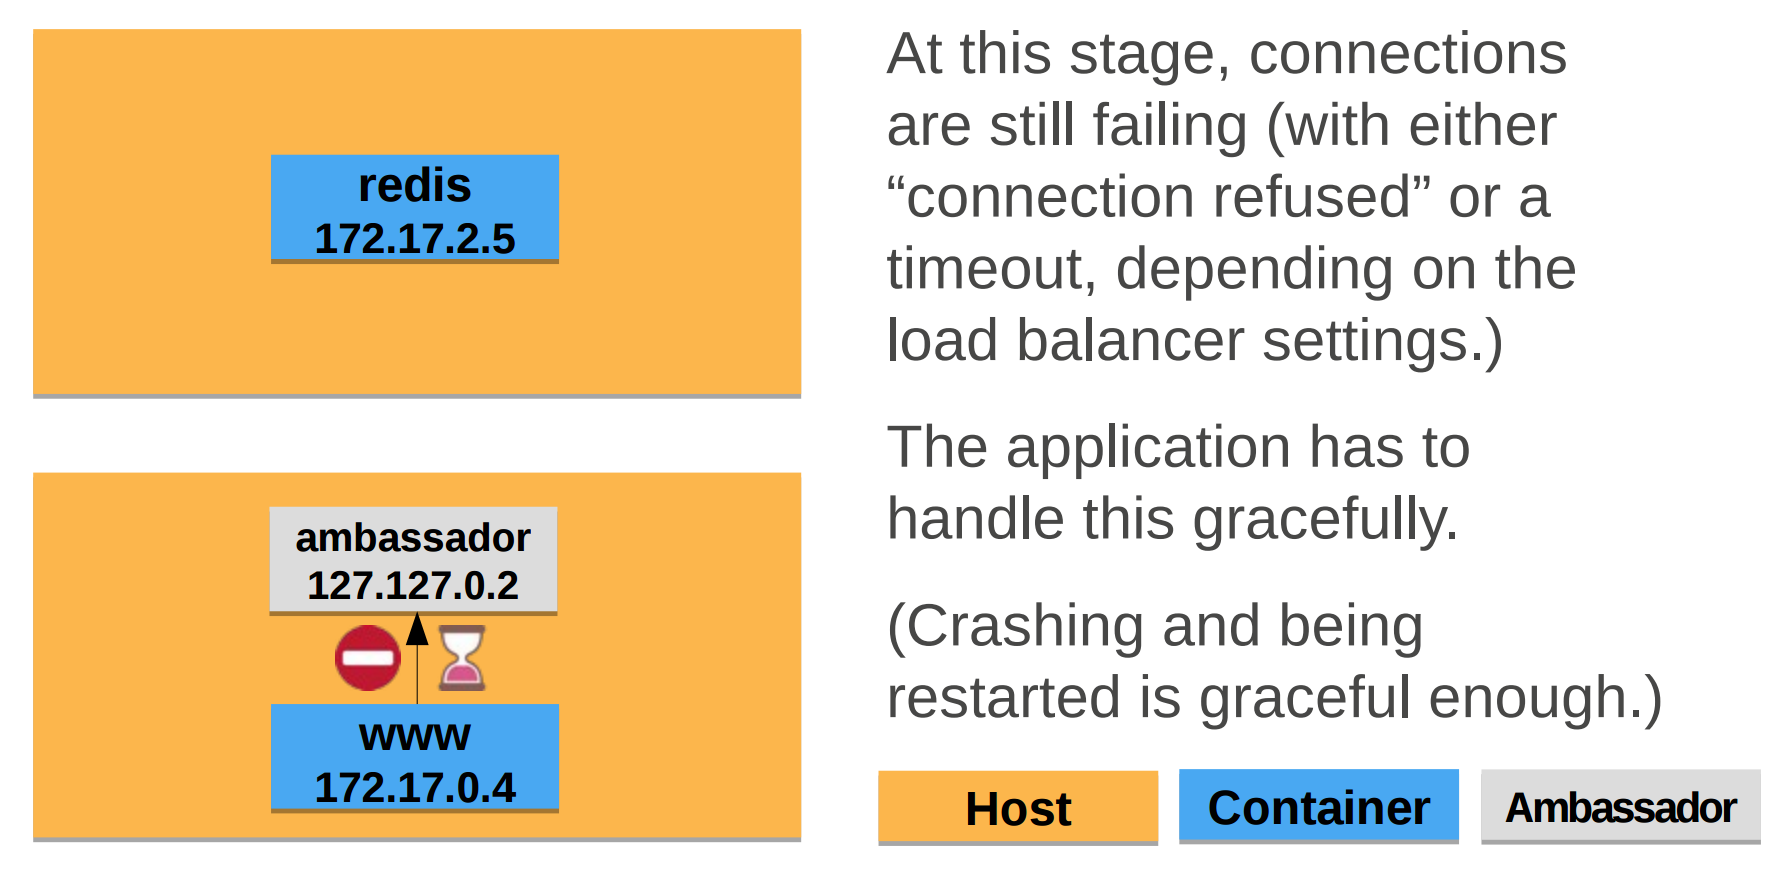 redis
172.17.2.5
ambassador
127.127.0.2
www
172.17.0.4
At this stage, connections
are still failing (with either
“connection refused” or a
timeout, depending on the
load balancer settings.)
The application has to
handle this gracefully.
(Crashing and being
restarted is graceful enough.)
Host
Container
Ambassador